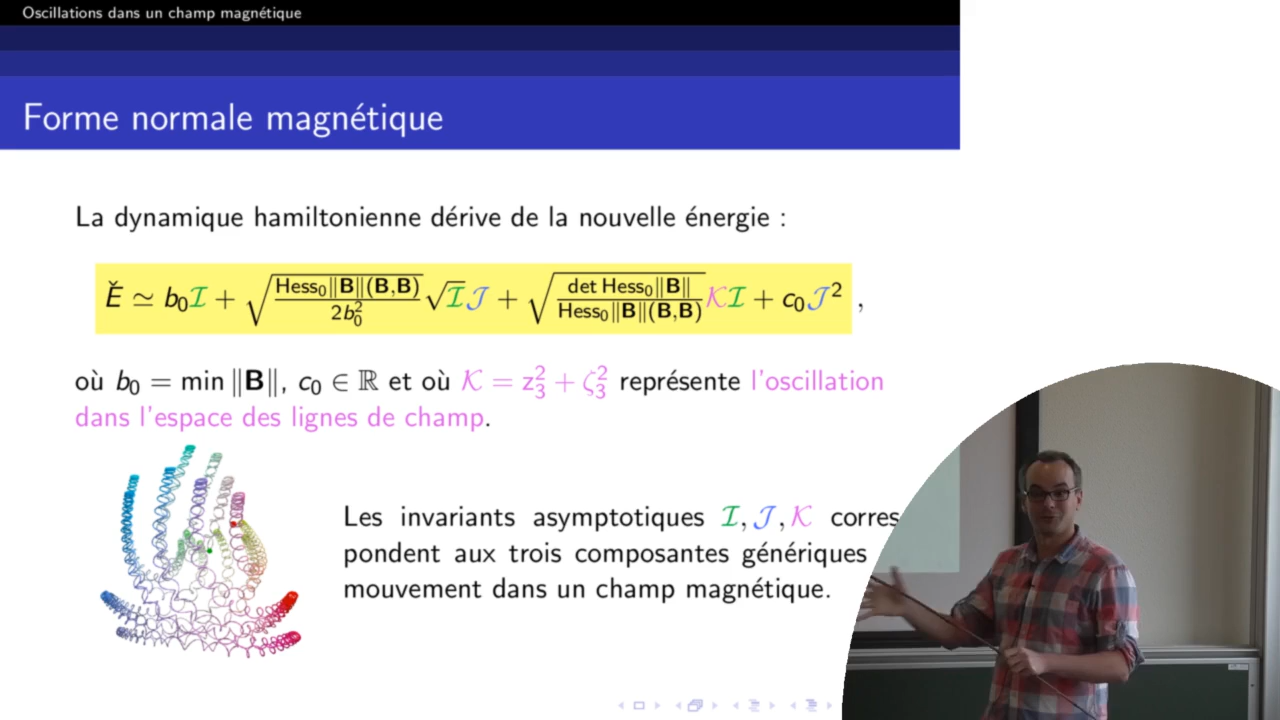 Oscillations dans un champ magnétique
Forme normale magnétique
La dynamique hamiltonienne dérive de la nouvelle énergie :
Ě ≃ b₀ℐ + √(Hess₀‖B‖(B,B) / 2b₀²) √ℐ 𝒥 + √(det Hess₀‖B‖ / Hess₀‖B‖(B,B)) 𝒦ℐ + c₀𝒥² ,
où b₀ = min ‖B‖, c₀ ∈ ℝ et où 𝒦 = z₃² + ζ₃² représente l'oscillation
dans l'espace des lignes de champ.
Les invariants asymptotiques ℐ, 𝒥, 𝒦 corres
pondent aux trois composantes génériques
mouvement dans un champ magnétique.